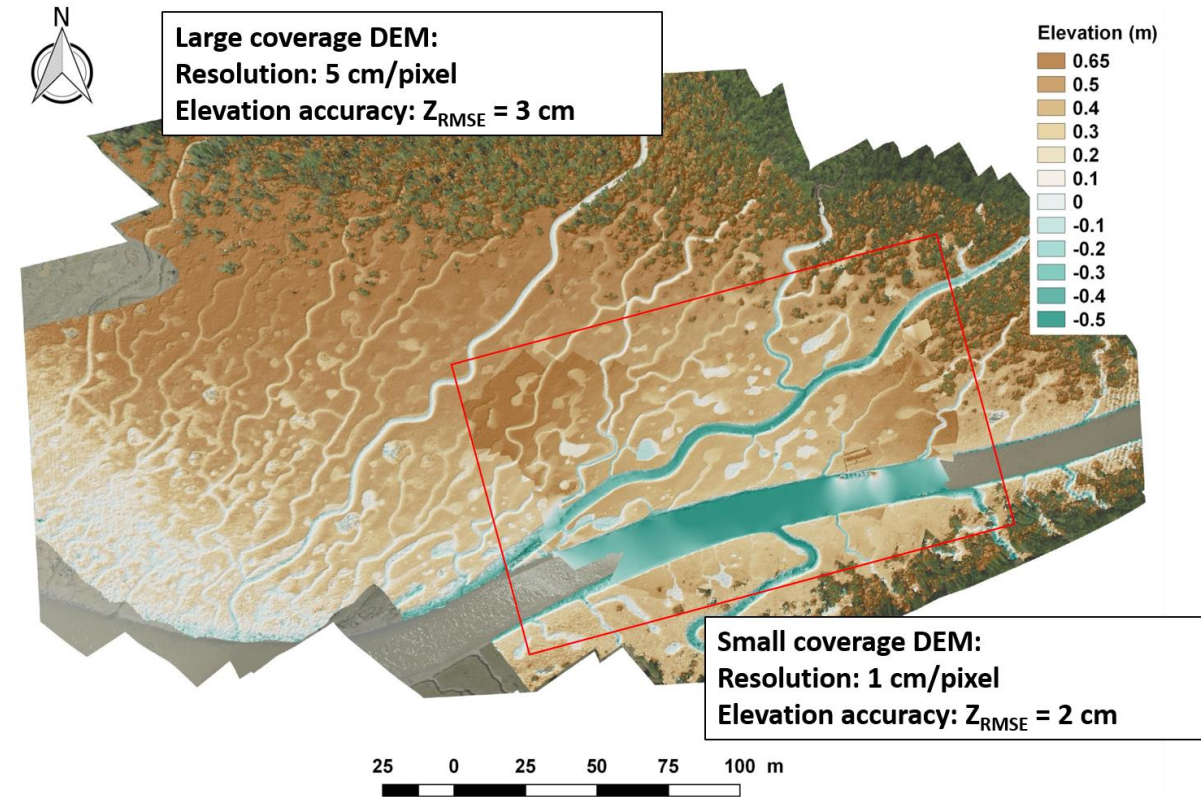 N
Large coverage DEM:
Resolution: 5 cm/pixel
Elevation accuracy: Z_RMSE = 3 cm
Elevation (m)
0.65
0.5
0.4
0.3
0.2
0.1
0
-0.1
-0.2
-0.3
-0.4
-0.5
Small coverage DEM:
Resolution: 1 cm/pixel
Elevation accuracy: Z_RMSE = 2 cm
25 0 25 50 75 100 m